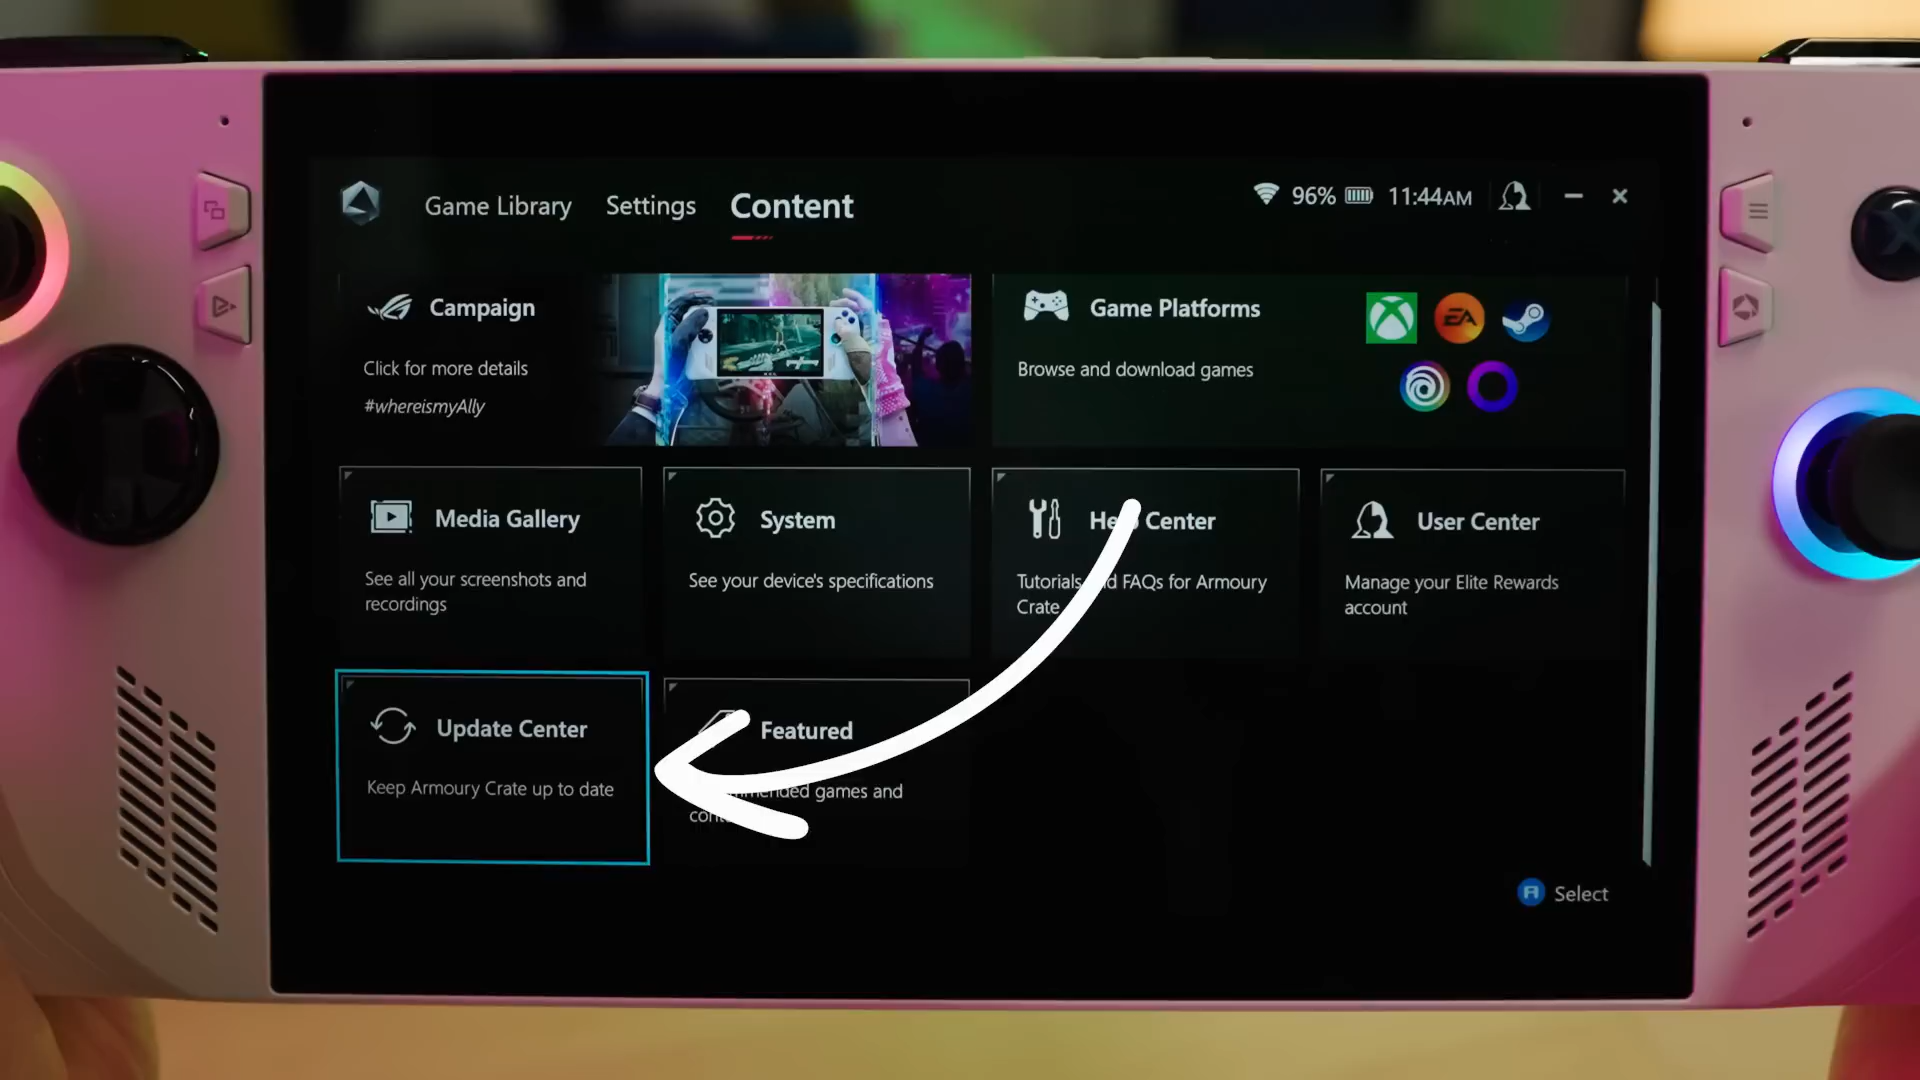 Game Library Settings Content
96% 11:44AM
Campaign
Click for more details
#whereismyAlly
Game Platforms
Browse and download games
EA
Media Gallery
See all your screenshots and
recordings
System
See your device's specifications
Center
Tutorials FAQs for Armoury
Crate
User Center
Manage your Elite Rewards
account
Update Center
Keep Armoury Crate up to date
Featured
games and
A Select
X